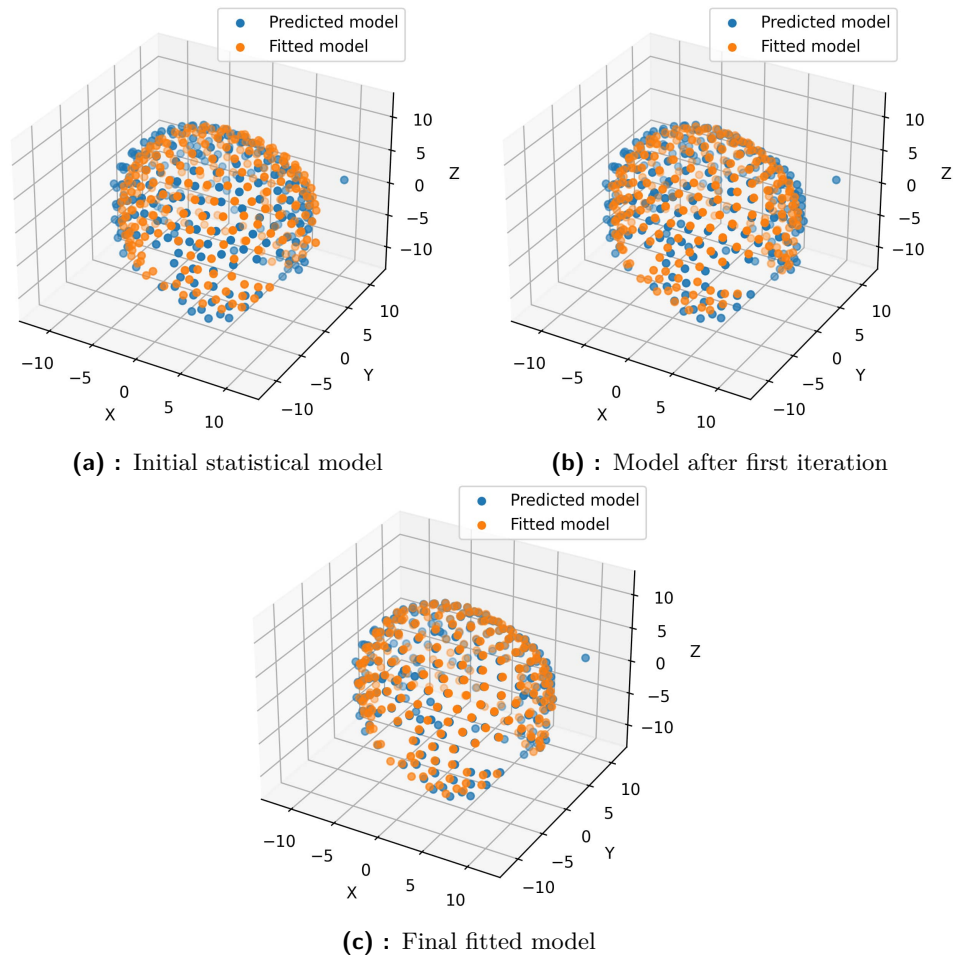 Predicted model
Fitted model
10
5
0
−5
−10
Z
10
5
0
−5
−10
Y
−10
−5
0
5
10
X
(a) : Initial statistical model
Predicted model
Fitted model
10
5
0
−5
−10
Z
10
5
0
−5
−10
Y
−10
−5
0
5
10
X
(b) : Model after first iteration
Predicted model
Fitted model
10
5
0
−5
−10
Z
10
5
0
−5
−10
Y
−10
−5
0
5
10
X
(c) : Final fitted model